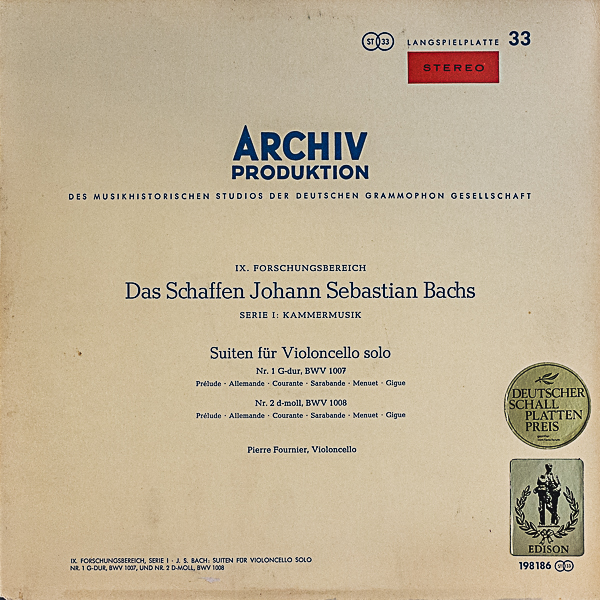 ST 33 LANGSPIELPLATTE 33
STEREO
ARCHIV
PRODUKTION
DES MUSIKHISTORISCHEN STUDIOS DER DEUTSCHEN GRAMMOPHON GESELLSCHAFT
IX. FORSCHUNGSBEREICH
Das Schaffen Johann Sebastian Bachs
SERIE I: KAMMERMUSIK
Suiten für Violoncello solo
Nr. 1 G-dur, BWV 1007
Prélude · Allemande · Courante · Sarabande · Menuet · Gigue
Nr. 2 d-moll, BWV 1008
Prélude · Allemande · Courante · Sarabande · Menuet · Gigue
Pierre Fournier, Violoncello
DEUTSCHER
SCHALL
PLATTEN
PREIS
EDISON
IX. FORSCHUNGSBEREICH, SERIE I · J. S. BACH: SUITEN FÜR VIOLONCELLO SOLO
NR. 1 G-DUR, BWV 1007, UND NR. 2 D-MOLL, BWV 1008
198186 ST 33